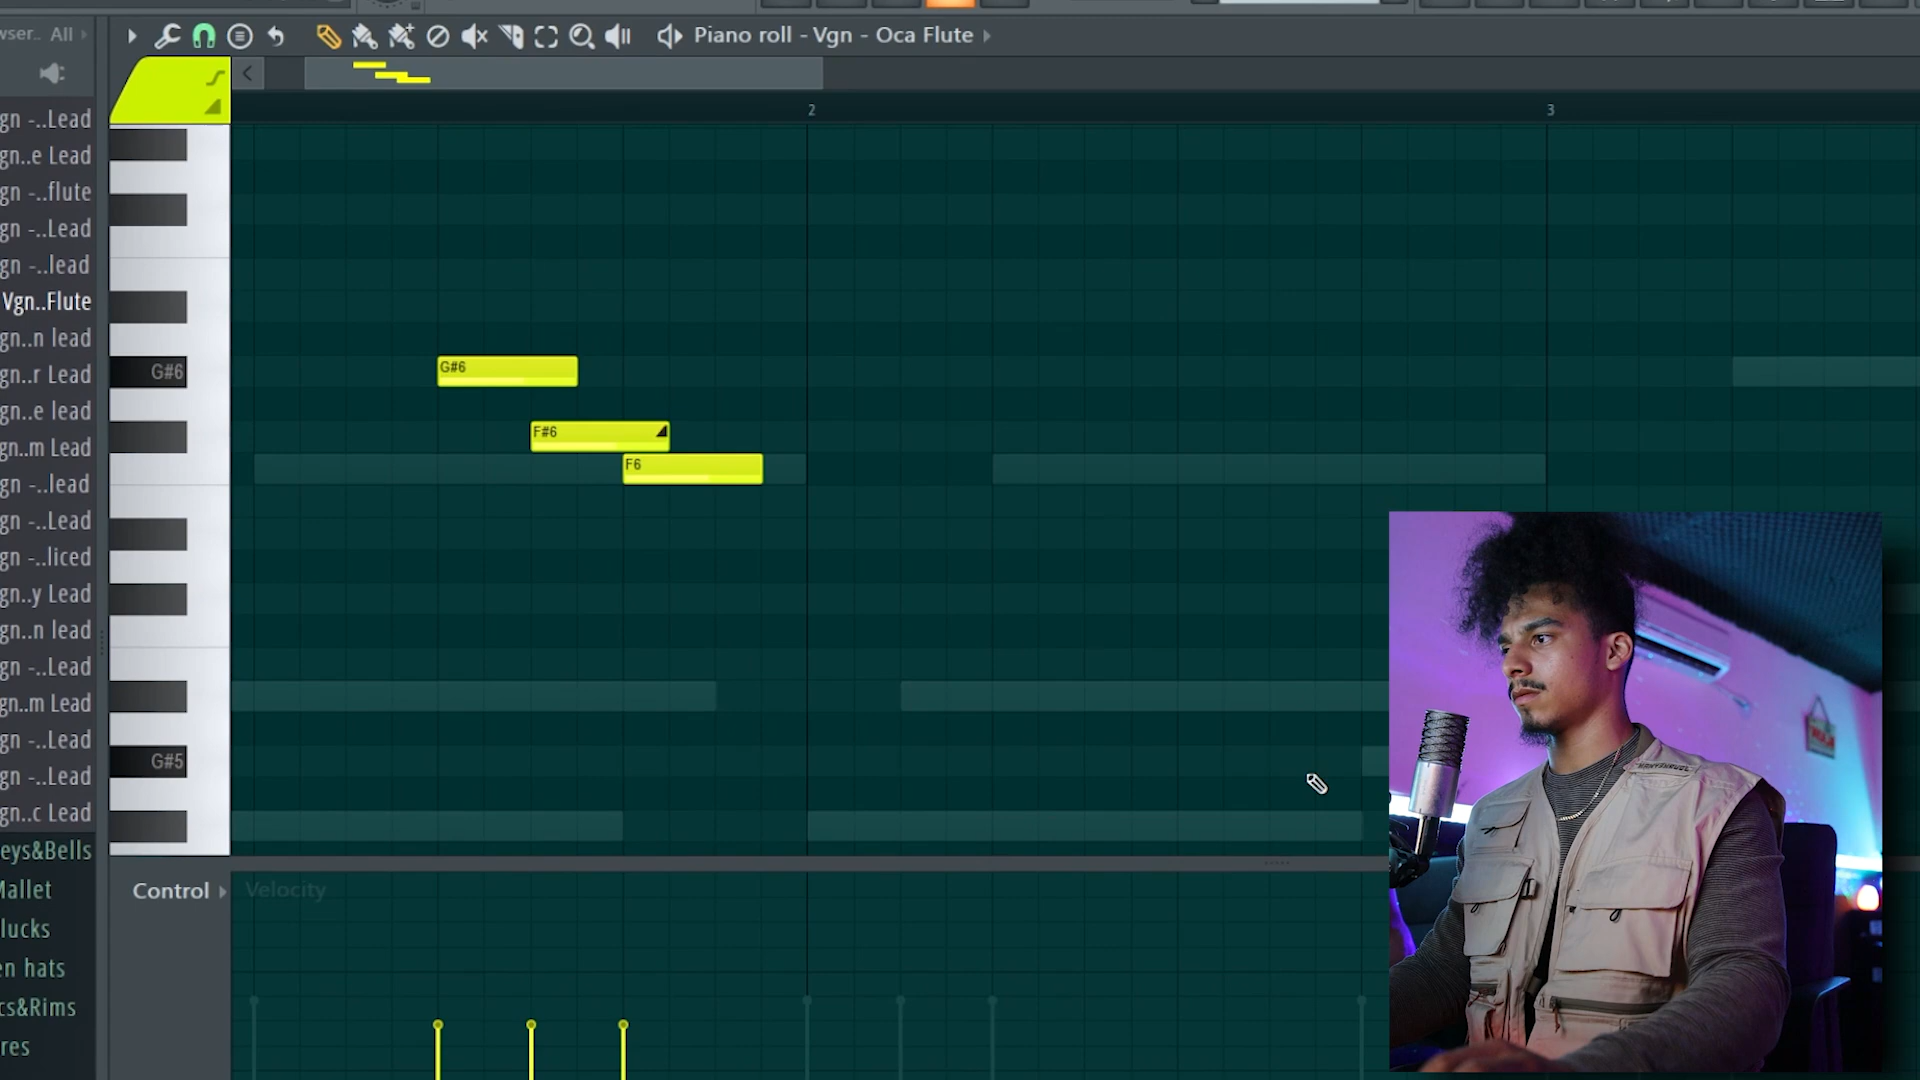 wser.. All
Piano roll - Vgn - Oca Flute
2
3
gn -..Lead
gn..e Lead
gn -..flute
gn -..Lead
gn -..lead
Vgn..Flute
gn..n lead
gn..r Lead
gn..e lead
gn..m Lead
gn -..lead
gn -..Lead
gn -..liced
gn..y Lead
gn..n lead
gn -..Lead
gn..m Lead
gn -..Lead
gn -..Lead
gn..c Lead
eys&Bells
Mallet
lucks
en hats
cs&Rims
res
G#6
G#5
G#6
F#6
F6
Control
Velocity